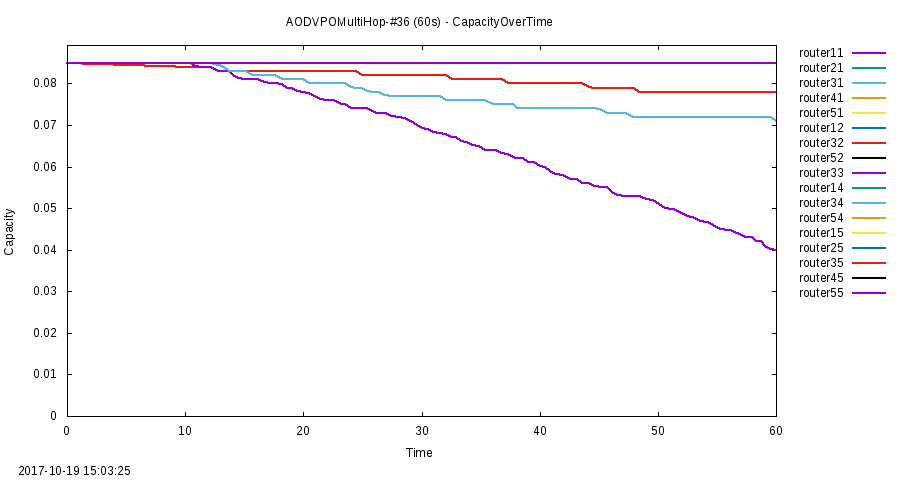 AODVPOMultiHop-#36 (60s) - CapacityOverTime
router11
router21
router31
router41
router51
router12
router32
router52
router33
router14
router34
router54
router15
router25
router35
router45
router55
0.08
0.07
0.06
0.05
0.04
0.03
0.02
0.01
0
Capacity
0 10 20 30 40 50 60
Time
2017-10-19 15:03:25